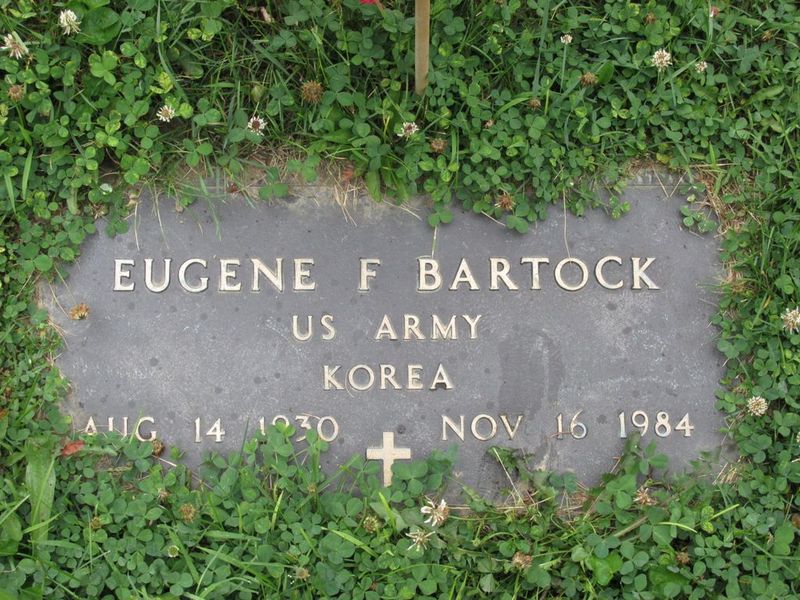 EUGENE F BARTOCK
US ARMY
KOREA
AUG 14 1930 NOV 16 1984